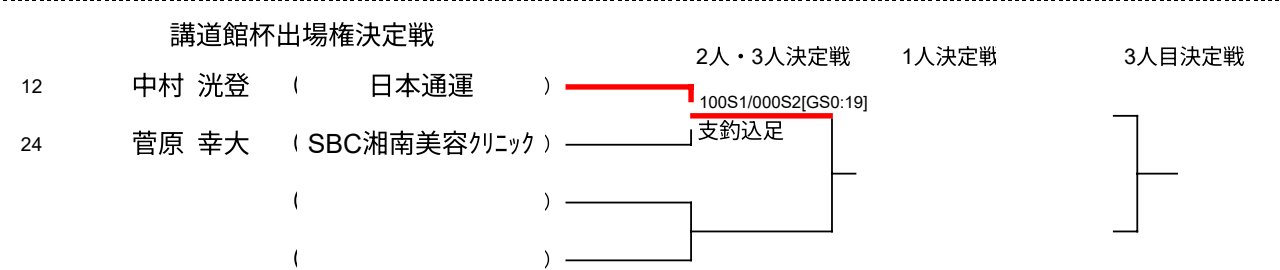 講道館杯出場権決定戦
2人・3人決定戦 1人決定戦 3人目決定戦
12 中村 洸登 ( 日本通運 )
100S1/000S2[GS0:19]
支釣込足
24 菅原 幸大 ( SBC湘南美容ｸﾘﾆｯｸ )
( )
( )